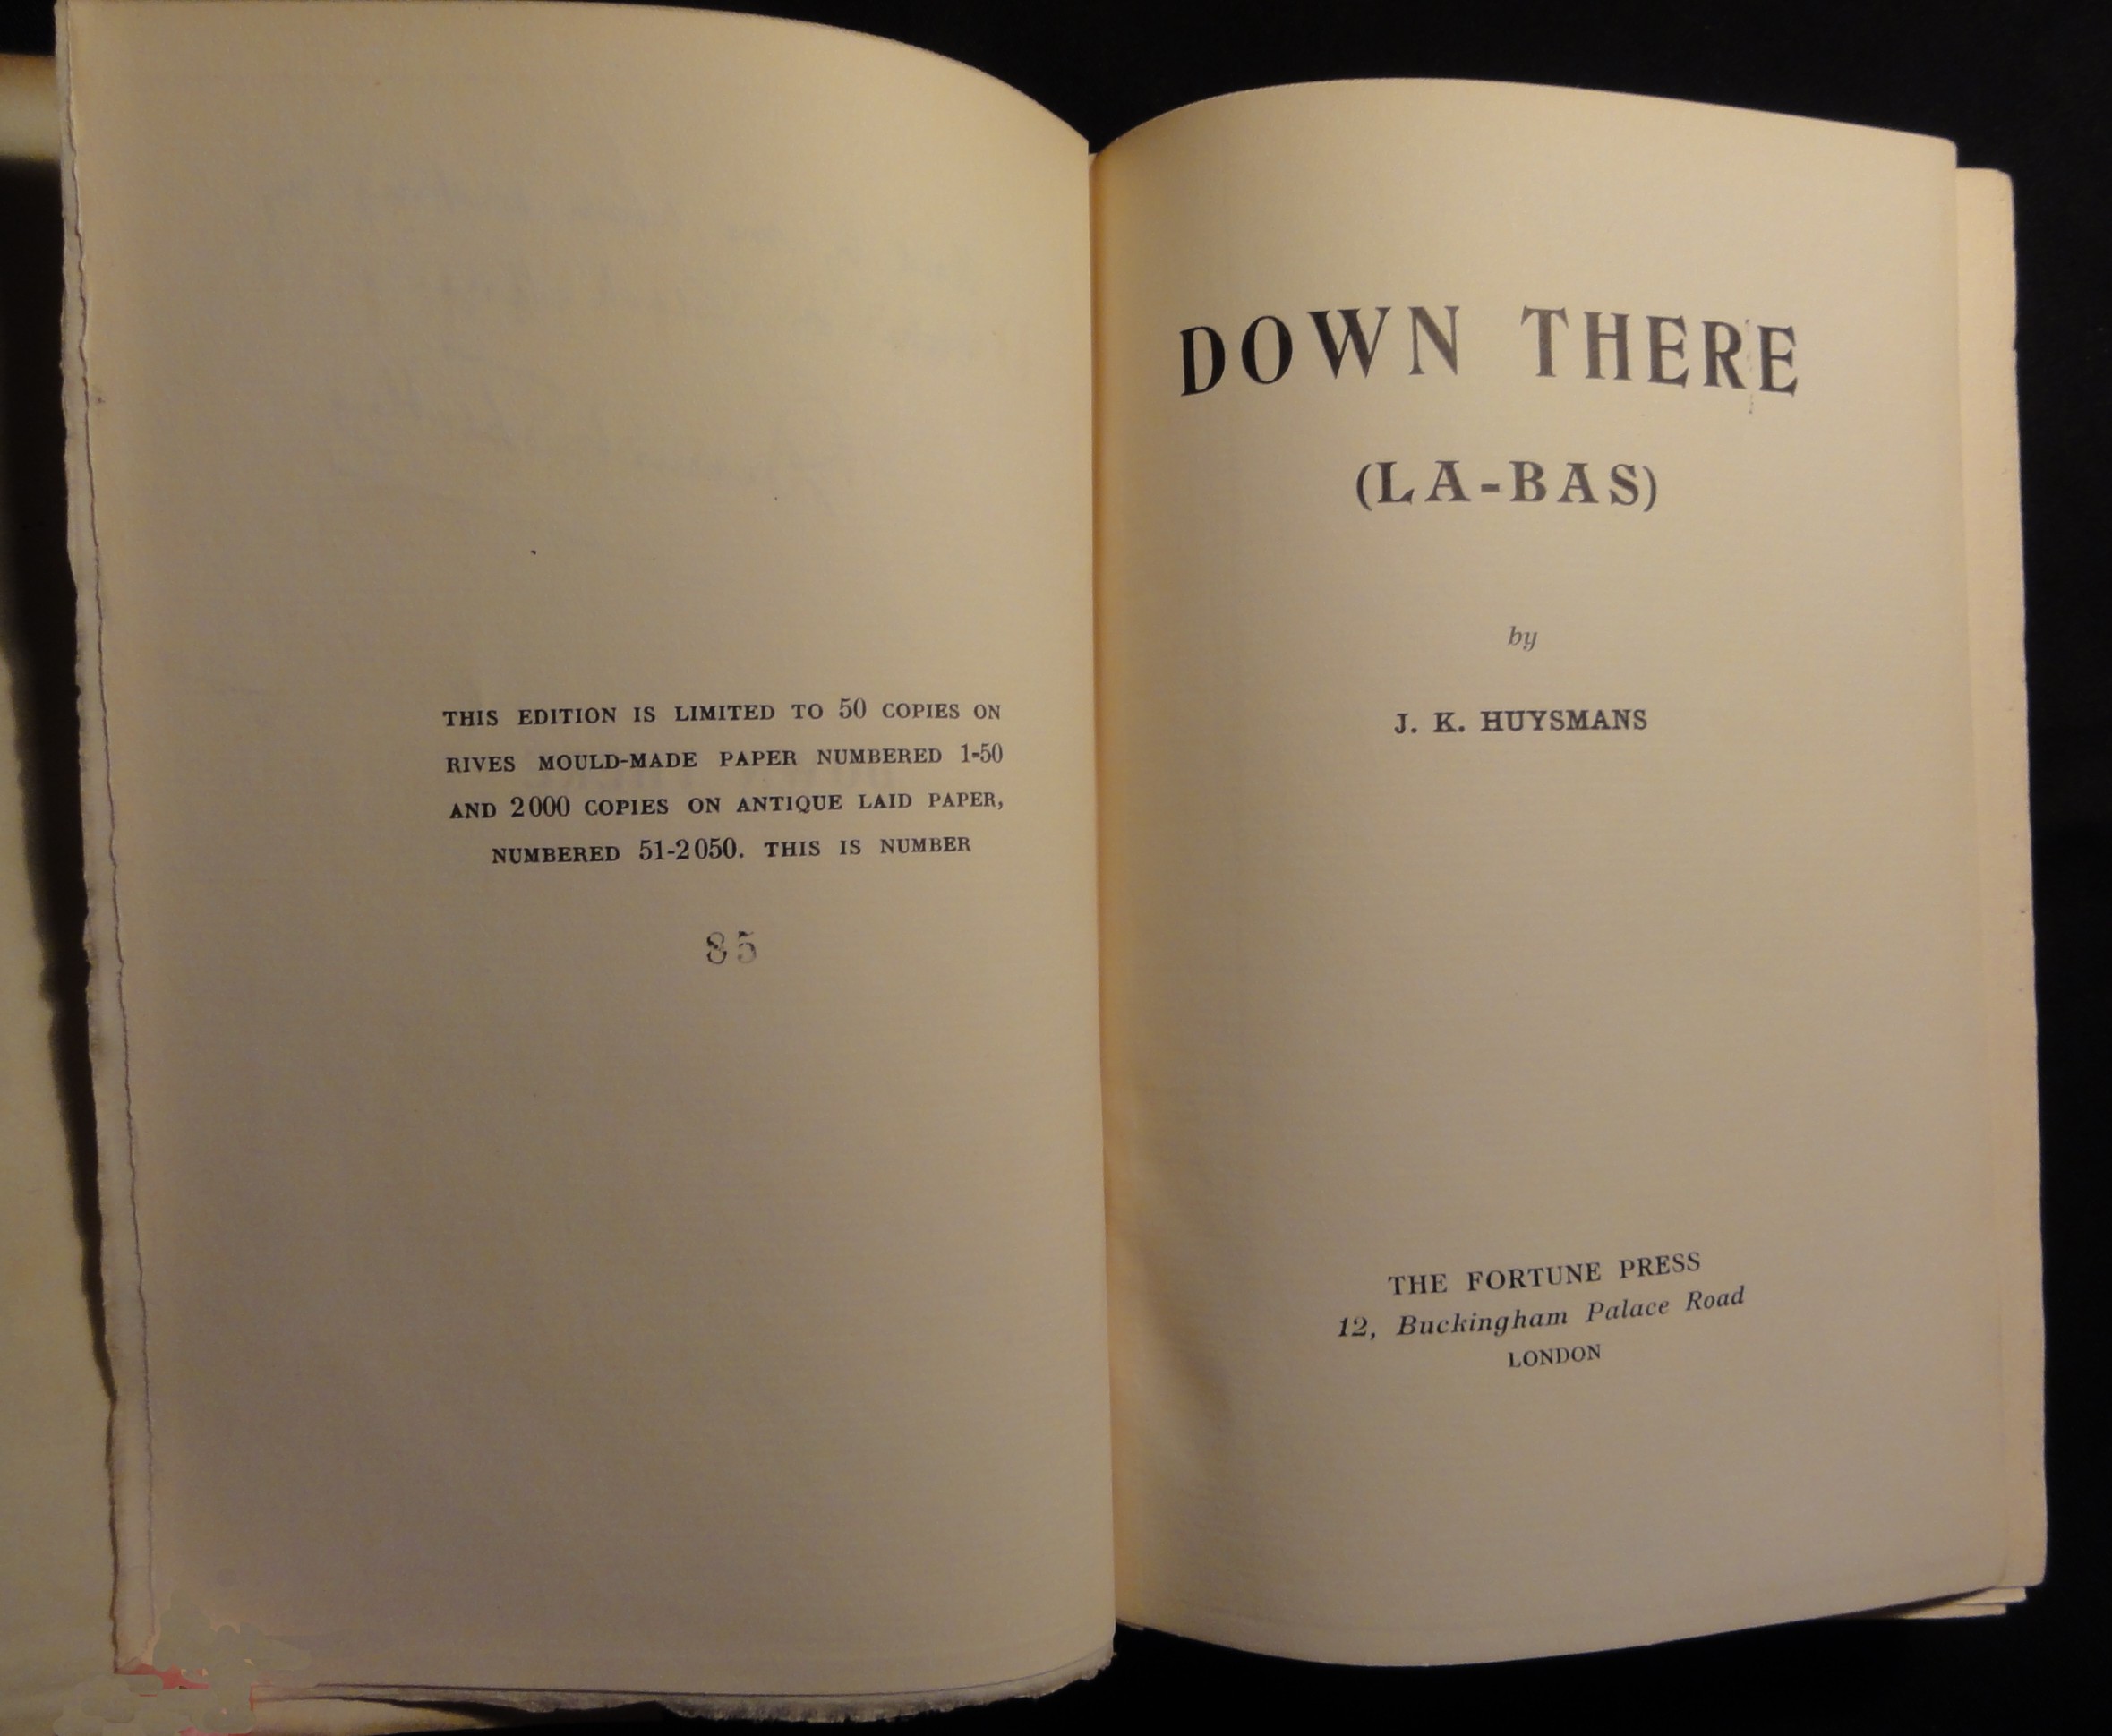 THIS EDITION IS LIMITED TO 50 COPIES ON
RIVES MOULD-MADE PAPER NUMBERED 1-50
AND 2000 COPIES ON ANTIQUE LAID PAPER,
NUMBERED 51-2050. THIS IS NUMBER
85
DOWN THERE
(LA-BAS)
by
J. K. HUYSMANS
THE FORTUNE PRESS
12, Buckingham Palace Road
LONDON